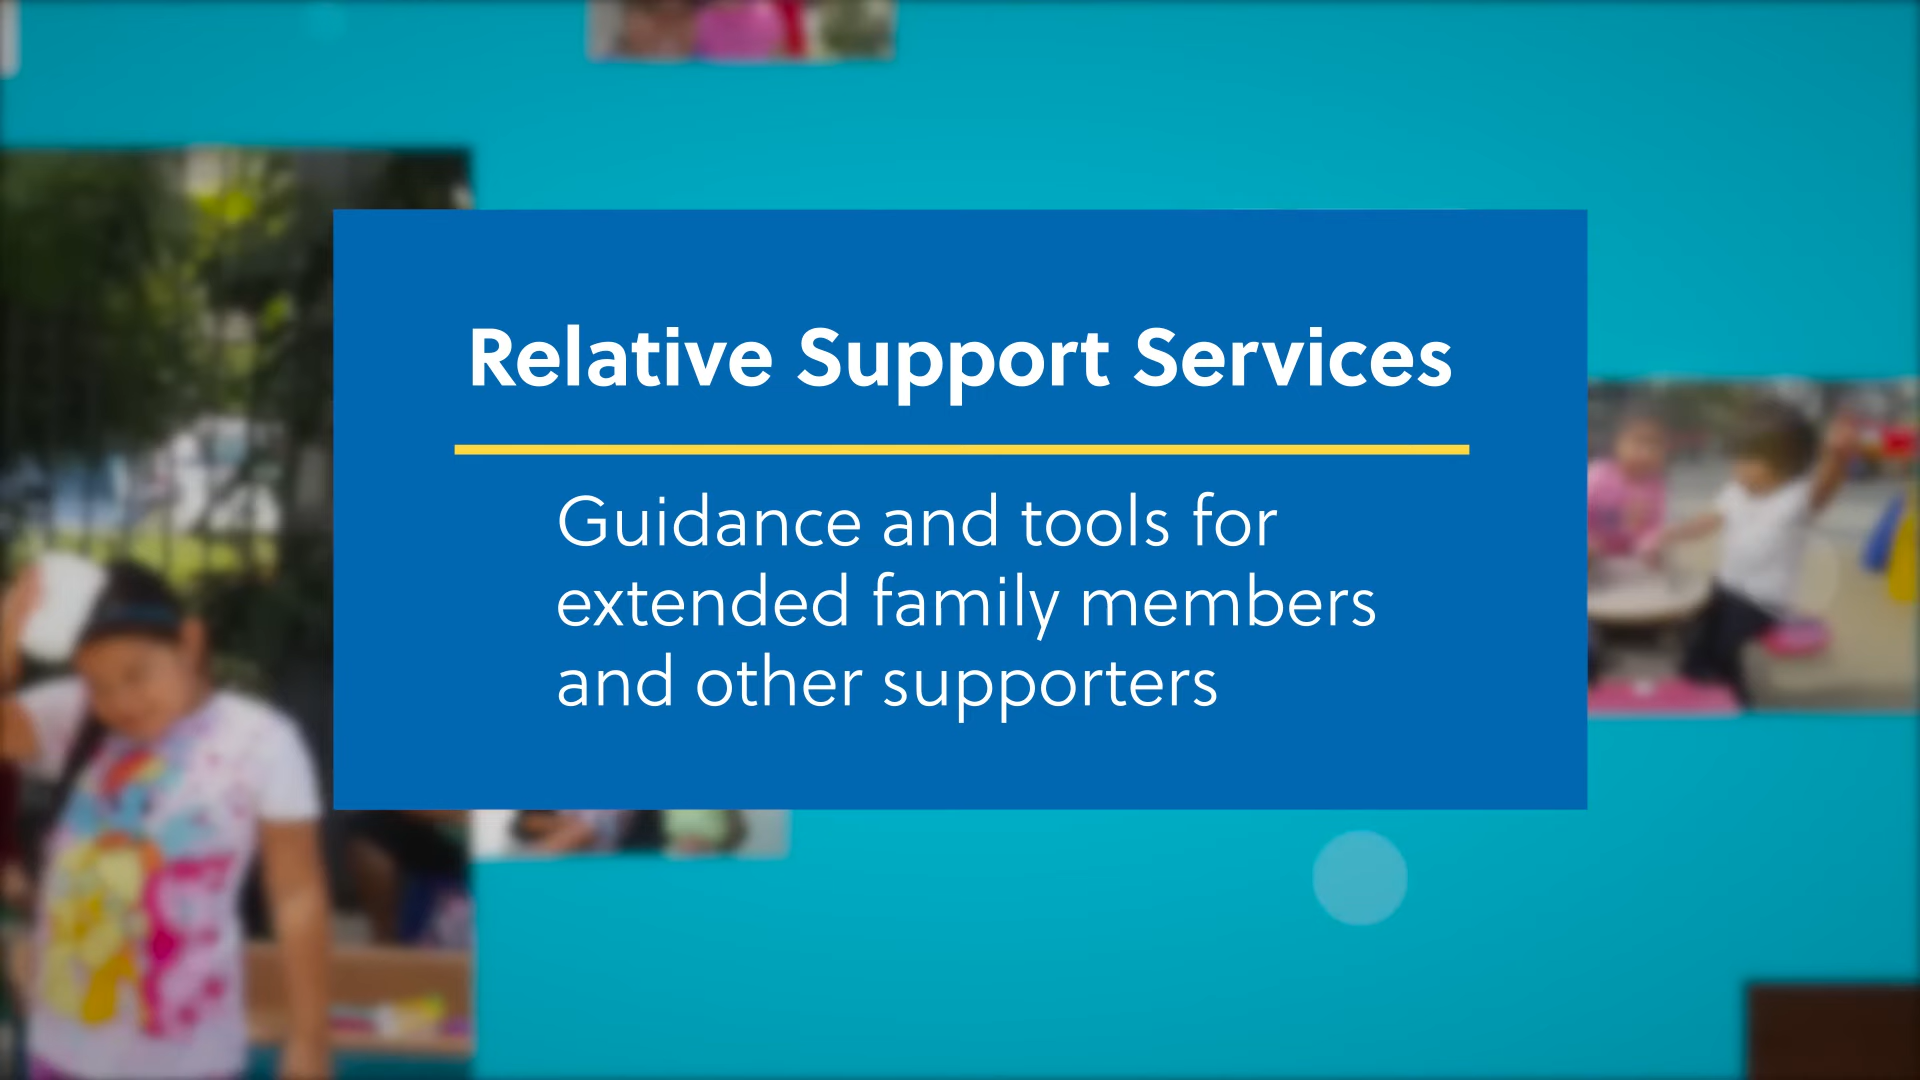 Relative Support Services
Guidance and tools for
extended family members
and other supporters